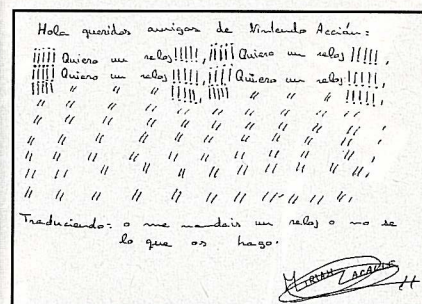 Hola queridos amigos de Nintendo Acción:
¡¡¡¡¡ Quiero un reloj!!!!!, ¡¡¡¡¡ Quiero un reloj !!!!!,
¡¡¡¡¡ Quiero un reloj!!!!!, ¡¡¡¡¡ Quiero un reloj!!!!!,
¡¡¡¡¡ " " " !!!!!, ¡¡¡¡¡ " " " !!!!!,
" " " " " " " " " " ,
" " " " " " " " " " ,
" " " " " " " " " " ,
" " " " " " " " " " ,
" " " " " " " " " " ,
" " " " " " " " " " ,
Traduciendo: o me mandais un reloj o no se
lo que os hago.
MIRIAM